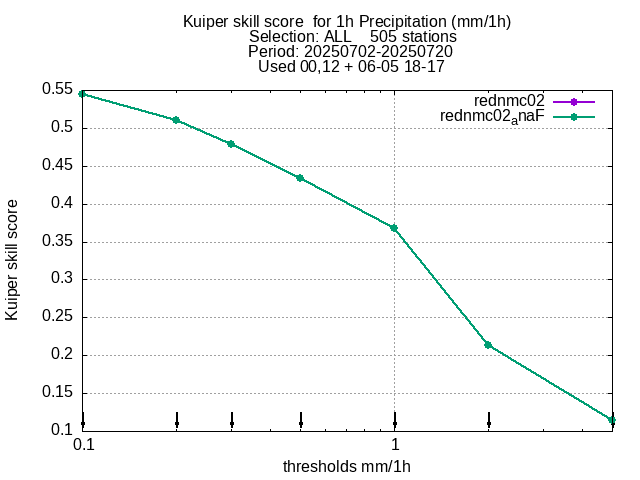 Kuiper skill score  for 1h Precipitation (mm/1h)
Selection: ALL    505 stations
Period: 20250702-20250720
Used 00,12 + 06-05 18-17
rednmc02
rednmc02anaF
0.55
0.5
0.45
0.4
0.35
0.3
0.25
0.2
0.15
0.1
Kuiper skill score
0.1
1
thresholds mm/1h